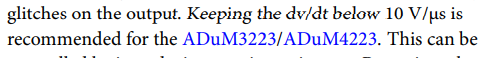 glitches on the output. Keeping the dv/dt below 10 V/µs is
recommended for the ADuM3223/ADuM4223. This can be